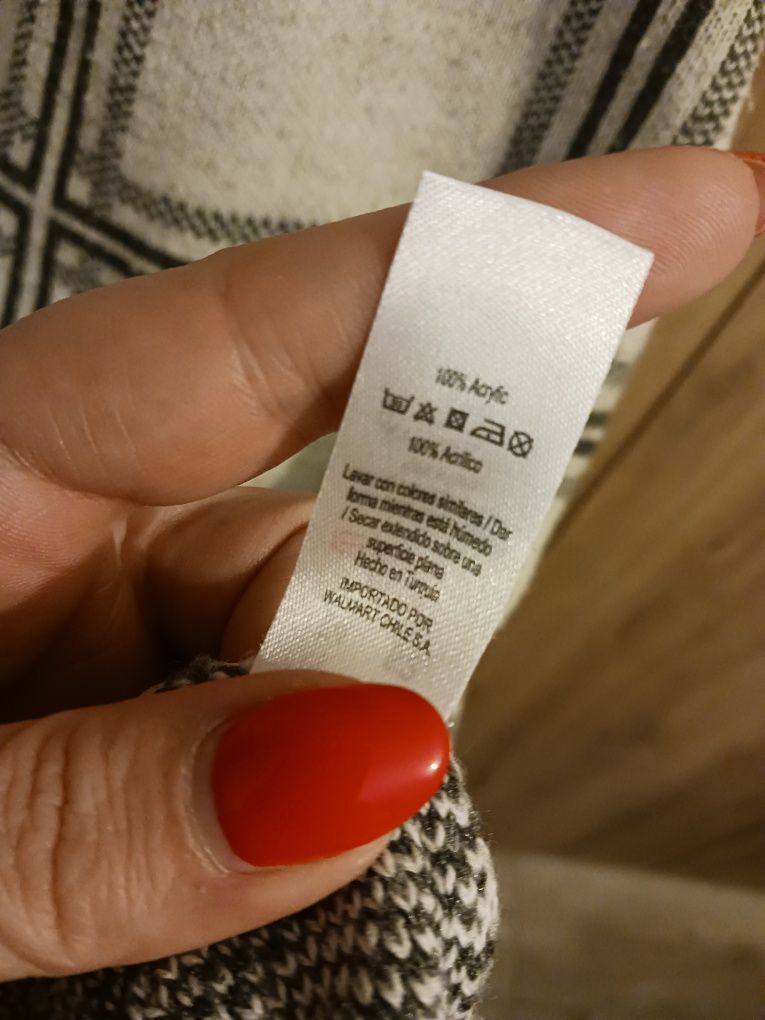 100% Acrylic
100% Acrílico
Lavar con colores similares / Dar
forma mientras está húmedo
/ Secar extendido sobre una
superficie plana
Hecho en Turquía
IMPORTADO POR
WALMART CHILE S.A.